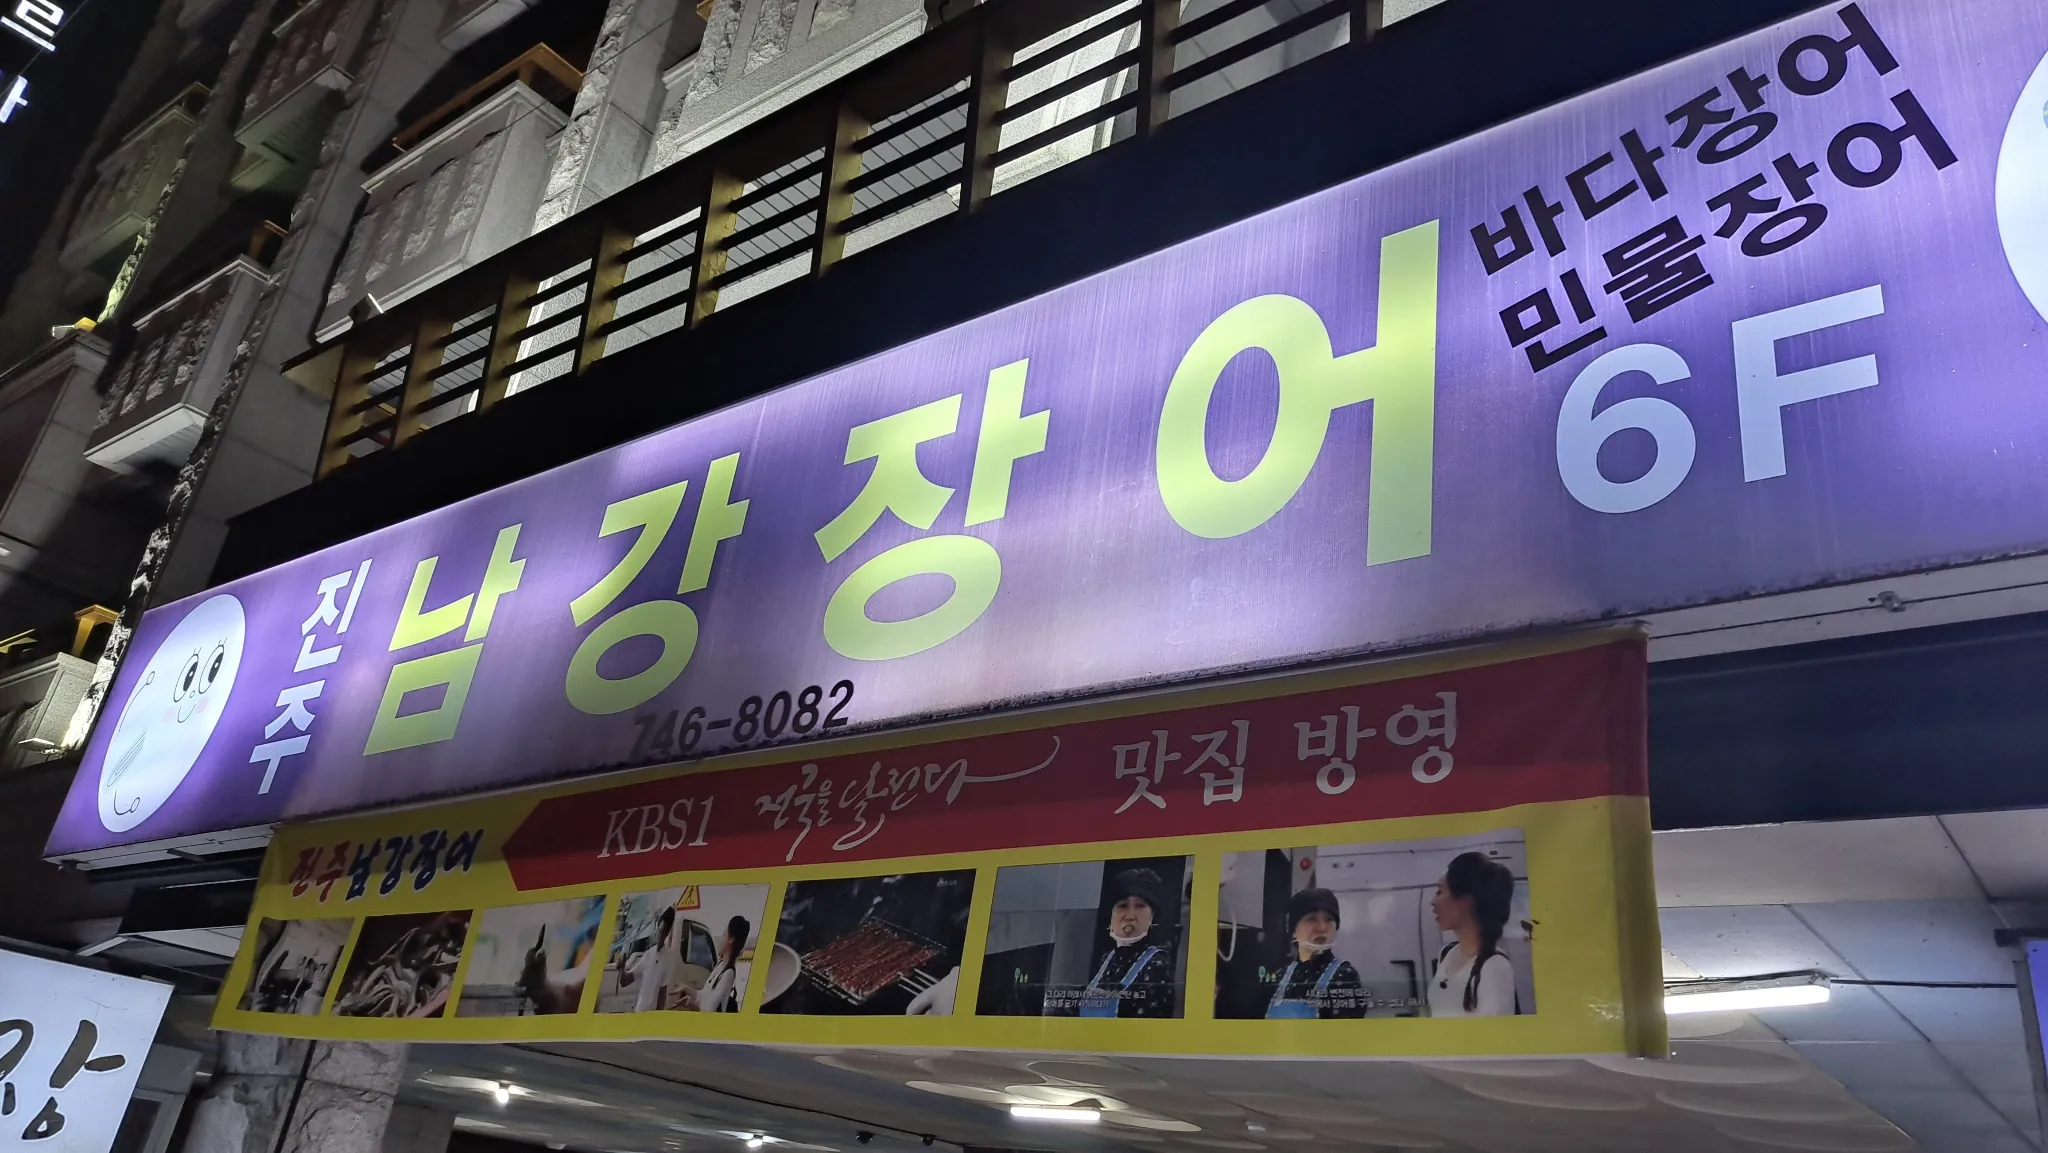 바다장어
민물장어
진주
남강장어
6F
746-8082
KBS1 전국을 달린다 맛집 방영
진주남강장어